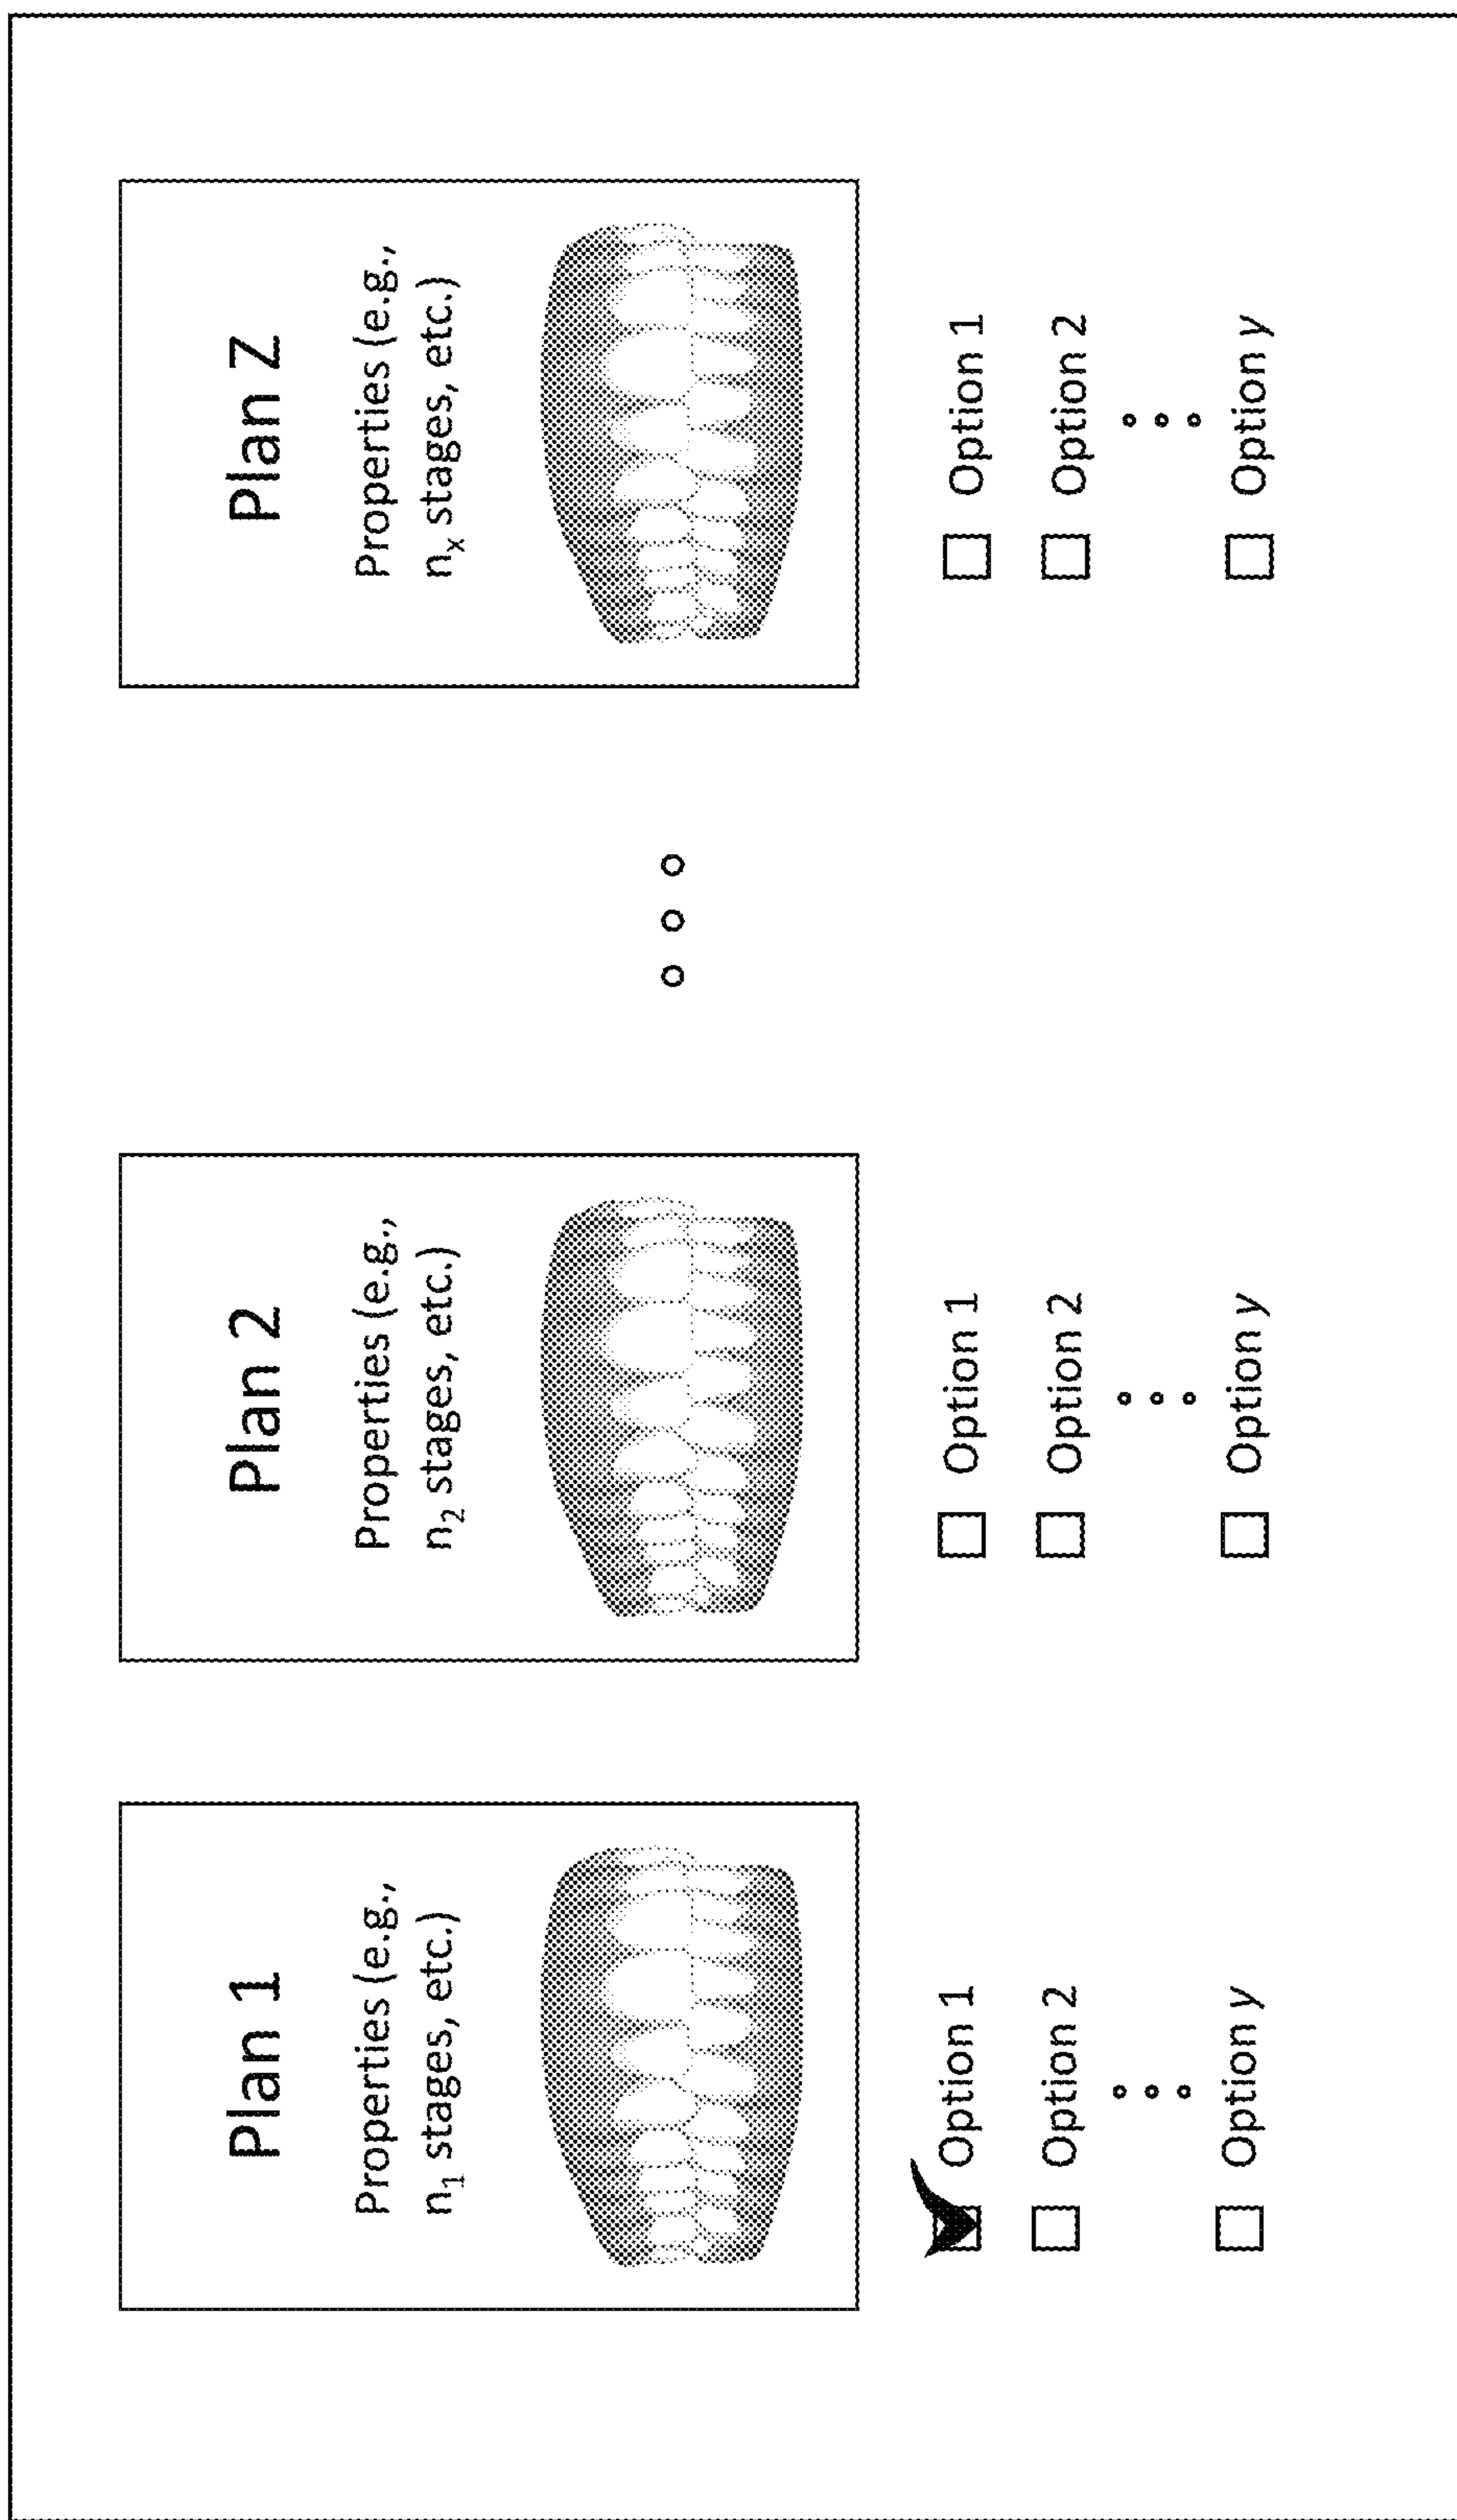 Plan 1
Properties (e.g.,
n₁ stages, etc.)
Option 1
Option 2
Option y
Plan 2
Properties (e.g.,
n₂ stages, etc.)
Option 1
Option 2
Option y
Plan Z
Properties (e.g.,
nₓ stages, etc.)
Option 1
Option 2
Option y